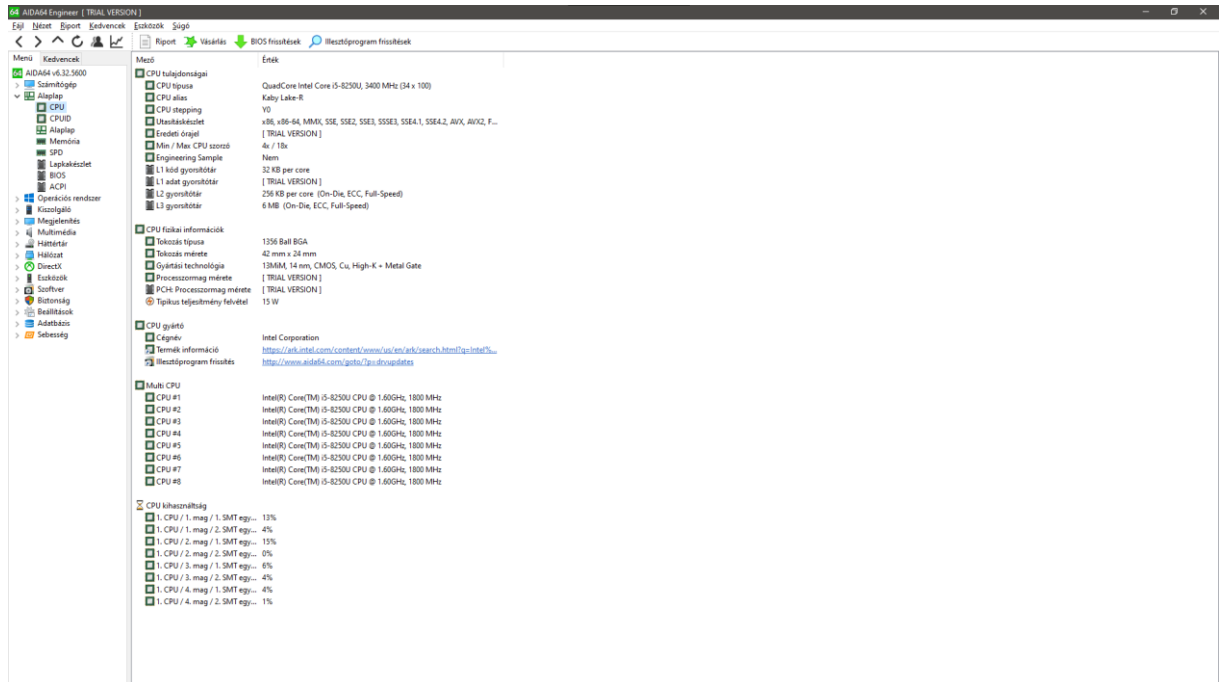 64 AIDA64 Engineer [ TRIAL VERSION ]
Fájl Nézet Riport Kedvencek Eszközök Súgó
Riport Vásárlás BIOS frissítések Illesztőprogram frissítések
Menü Kedvencek
64 AIDA64 v6.32.5600
Számítógép
Alaplap
CPU
CPUID
Alaplap
Memória
SPD
Lapkakészlet
BIOS
ACPI
Operációs rendszer
Kiszolgáló
Megjelenítés
Multimédia
Háttértár
Hálózat
DirectX
Eszközök
Szoftver
Biztonság
Beállítások
Adatbázis
Sebesség
Mező Érték
CPU tulajdonságai
CPU típusa QuadCore Intel Core i5-8250U, 3400 MHz (34 x 100)
CPU alias Kaby Lake-R
CPU stepping Y0
Utasításkészlet x86, x86-64, MMX, SSE, SSE2, SSE3, SSSE3, SSE4.1, SSE4.2, AVX, AVX2, F...
Eredeti órajel [ TRIAL VERSION ]
Min / Max CPU szorzó 4x / 18x
Engineering Sample Nem
L1 kód gyorsítótár 32 KB per core
L1 adat gyorsítótár [ TRIAL VERSION ]
L2 gyorsítótár 256 KB per core (On-Die, ECC, Full-Speed)
L3 gyorsítótár 6 MB (On-Die, ECC, Full-Speed)
CPU fizikai információk
Tokozás típusa 1356 Ball BGA
Tokozás mérete 42 mm x 24 mm
Gyártási technológia 13MiM, 14 nm, CMOS, Cu, High-K + Metal Gate
Processzormag mérete [ TRIAL VERSION ]
PCH: Processzormag mérete [ TRIAL VERSION ]
Tipikus teljesítmény felvétel 15 W
CPU gyártó
Cégnév Intel Corporation
Termék információ https://ark.intel.com/content/www/us/en/ark/search.html?q=Intel%...
Illesztőprogram frissítés http://www.aida64.com/goto/?p=drvupdates
Multi CPU
CPU #1 Intel(R) Core(TM) i5-8250U CPU @ 1.60GHz, 1800 MHz
CPU #2 Intel(R) Core(TM) i5-8250U CPU @ 1.60GHz, 1800 MHz
CPU #3 Intel(R) Core(TM) i5-8250U CPU @ 1.60GHz, 1800 MHz
CPU #4 Intel(R) Core(TM) i5-8250U CPU @ 1.60GHz, 1800 MHz
CPU #5 Intel(R) Core(TM) i5-8250U CPU @ 1.60GHz, 1800 MHz
CPU #6 Intel(R) Core(TM) i5-8250U CPU @ 1.60GHz, 1800 MHz
CPU #7 Intel(R) Core(TM) i5-8250U CPU @ 1.60GHz, 1800 MHz
CPU #8 Intel(R) Core(TM) i5-8250U CPU @ 1.60GHz, 1800 MHz
CPU kihasználtság
1. CPU / 1. mag / 1. SMT egy... 13%
1. CPU / 1. mag / 2. SMT egy... 4%
1. CPU / 2. mag / 1. SMT egy... 15%
1. CPU / 2. mag / 2. SMT egy... 0%
1. CPU / 3. mag / 1. SMT egy... 6%
1. CPU / 3. mag / 2. SMT egy... 4%
1. CPU / 4. mag / 1. SMT egy... 4%
1. CPU / 4. mag / 2. SMT egy... 1%